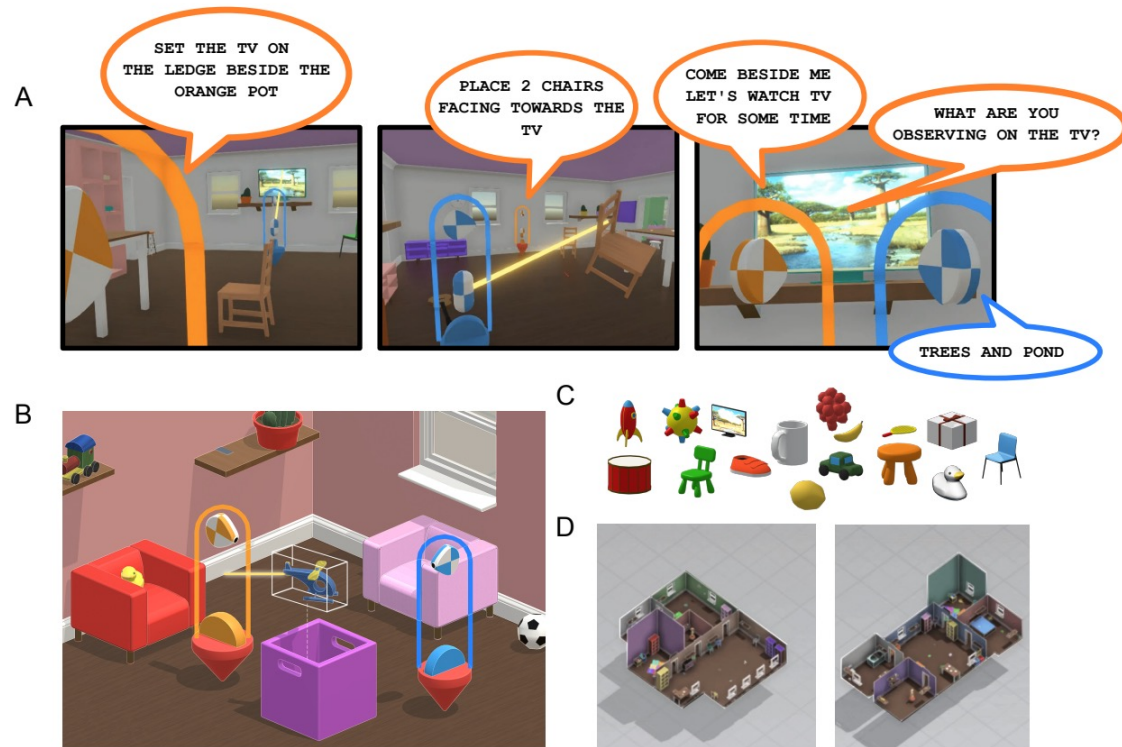 SET THE TV ON
THE LEDGE BESIDE THE
ORANGE POT
A
PLACE 2 CHAIRS
FACING TOWARDS THE
TV
COME BESIDE ME
LET'S WATCH TV
FOR SOME TIME
WHAT ARE YOU
OBSERVING ON THE TV?
TREES AND POND
B
C
D